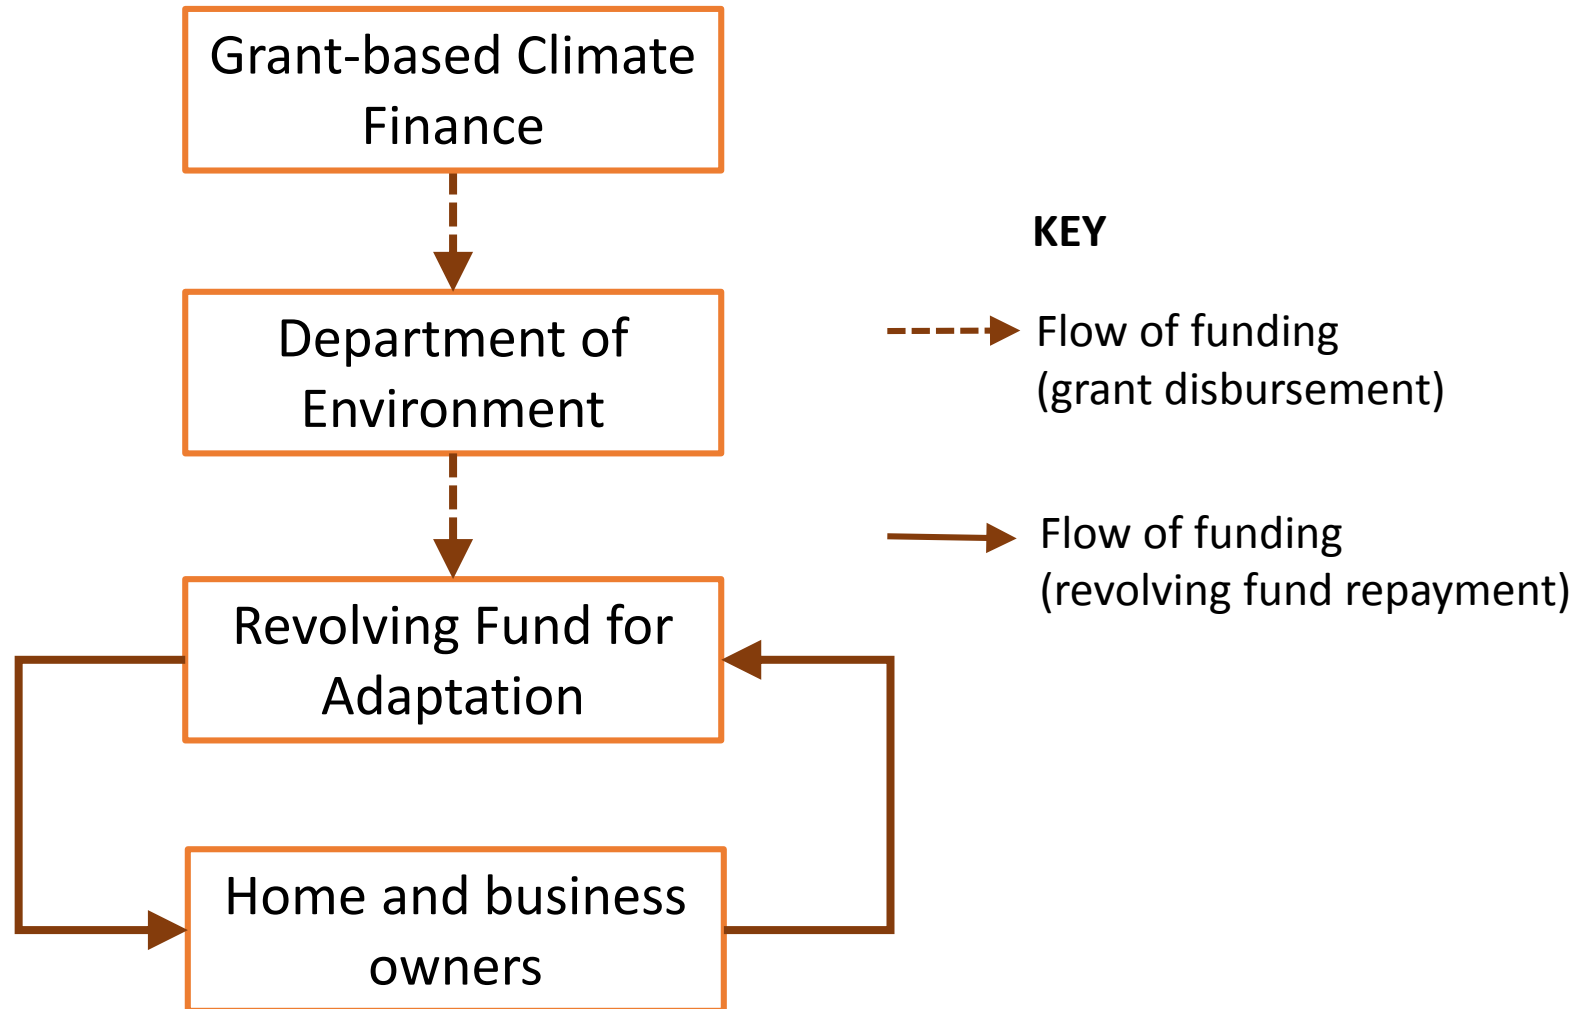 Grant-based Climate
Finance
Department of
Environment
Revolving Fund for
Adaptation
Home and business
owners
KEY
Flow of funding
(grant disbursement)
Flow of funding
(revolving fund repayment)